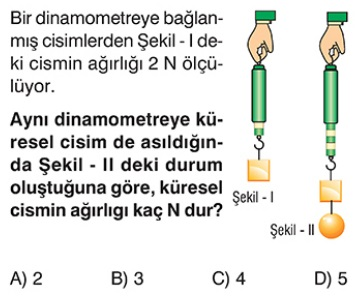 Bir dinamometreye bağlan-
mış cisimlerden Şekil - I de-
ki cismin ağırlığı 2 N ölçü-
lüyor.
Aynı dinamometreye kü-
resel cisim de asıldığın-
da Şekil - II deki durum
oluştuğuna göre, küresel
cismin ağırlıgı kaç N dur?
Şekil - I
Şekil - II
A) 2 B) 3 C) 4 D) 5